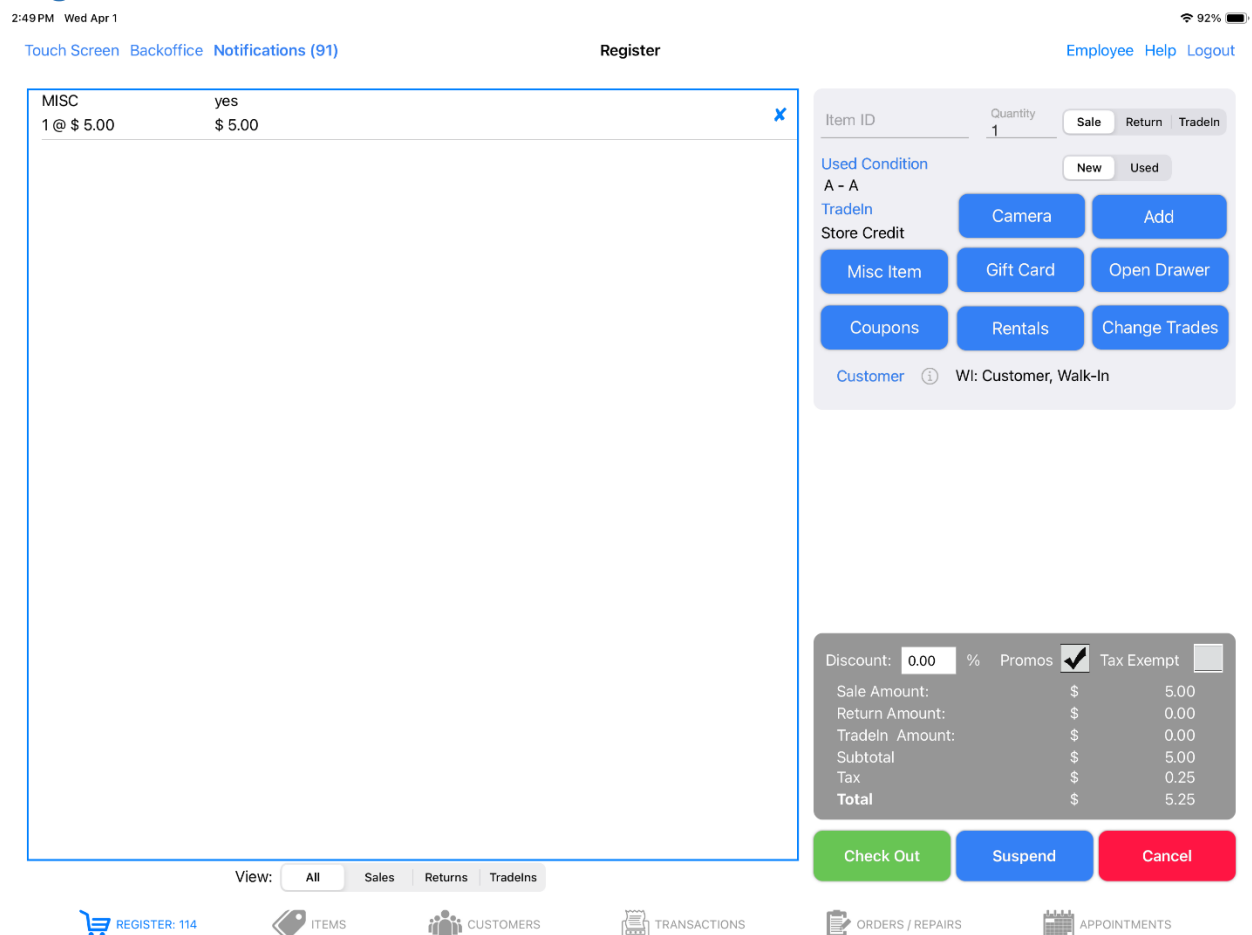 2:49 PM Wed Apr 1 92%
Touch Screen Backoffice Notifications (91) Register Employee Help Logout
MISC yes
1 @ $ 5.00 $ 5.00
Item ID Quantity 1 Sale Return TradeIn
Used Condition New Used
A - A
TradeIn Camera Add
Store Credit
Misc Item Gift Card Open Drawer
Coupons Rentals Change Trades
Customer WI: Customer, Walk-In
Discount: 0.00 % Promos Tax Exempt
Sale Amount: $ 5.00
Return Amount: $ 0.00
TradeIn Amount: $ 0.00
Subtotal $ 5.00
Tax $ 0.25
Total $ 5.25
Check Out Suspend Cancel
View: All Sales Returns TradeIns
REGISTER: 114 ITEMS CUSTOMERS TRANSACTIONS ORDERS / REPAIRS APPOINTMENTS